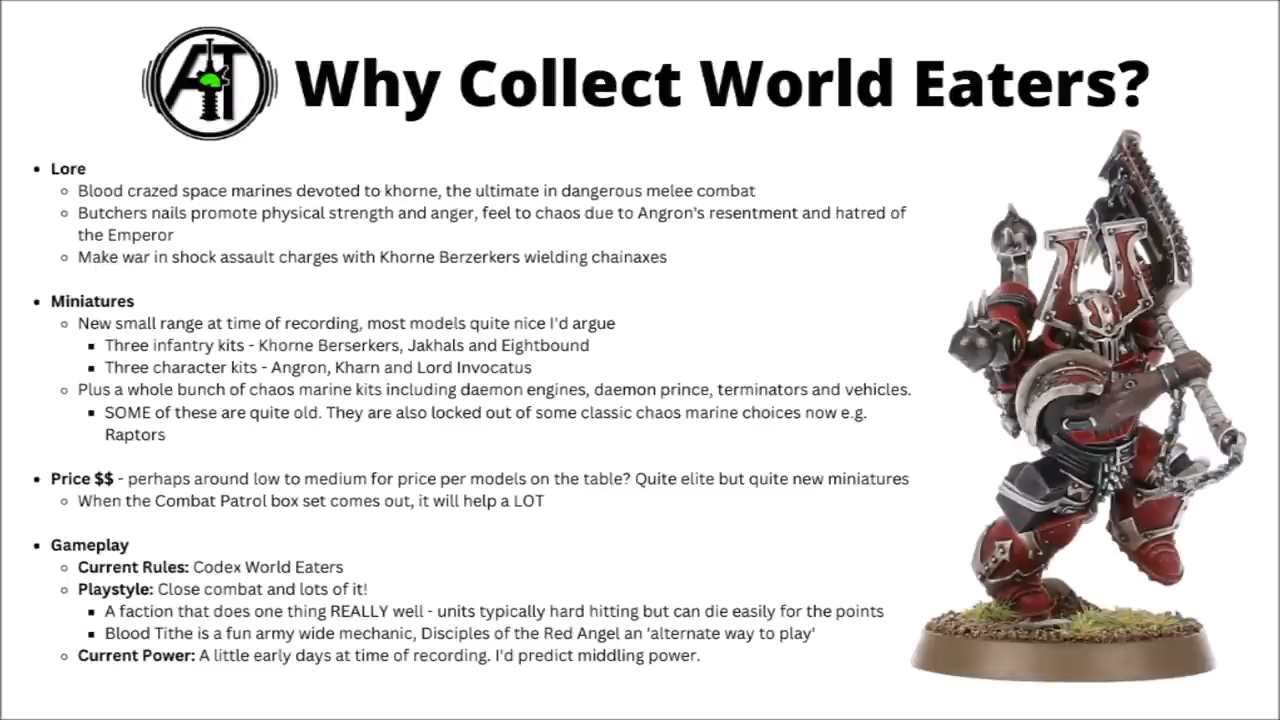 AT
Why Collect World Eaters?
Lore
Blood crazed space marines devoted to khorne, the ultimate in dangerous melee combat
Butchers nails promote physical strength and anger, feel to chaos due to Angron's resentment and hatred of
the Emperor
Make war in shock assault charges with Khorne Berzerkers wielding chainaxes
Miniatures
New small range at time of recording, most models quite nice I'd argue
Three infantry kits - Khorne Berserkers, Jakhals and Eightbound
Three character kits - Angron, Kharn and Lord Invocatus
Plus a whole bunch of chaos marine kits including daemon engines, daemon prince, terminators and vehicles.
SOME of these are quite old. They are also locked out of some classic chaos marine choices now e.g.
Raptors
Price $$ - perhaps around low to medium for price per models on the table? Quite elite but quite new miniatures
When the Combat Patrol box set comes out, it will help a LOT
Gameplay
Current Rules: Codex World Eaters
Playstyle: Close combat and lots of it!
A faction that does one thing REALLY well - units typically hard hitting but can die easily for the points
Blood Tithe is a fun army wide mechanic, Disciples of the Red Angel an 'alternate way to play'
Current Power: A little early days at time of recording. I'd predict middling power.